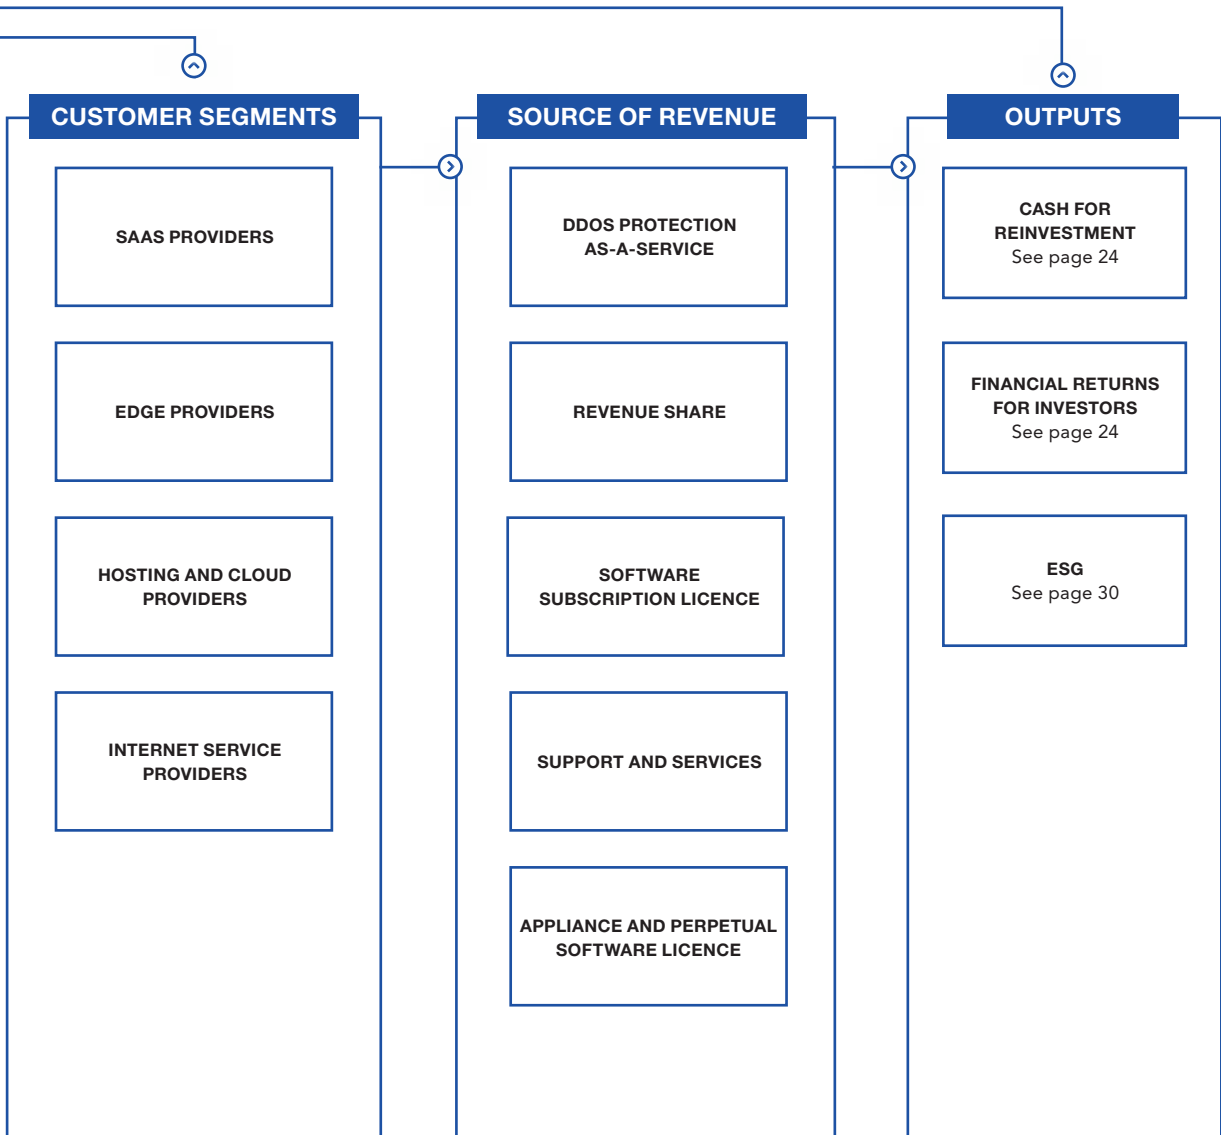 CUSTOMER SEGMENTS
SAAS PROVIDERS
EDGE PROVIDERS
HOSTING AND CLOUD
PROVIDERS
INTERNET SERVICE
PROVIDERS
SOURCE OF REVENUE
DDOS PROTECTION
AS-A-SERVICE
REVENUE SHARE
SOFTWARE
SUBSCRIPTION LICENCE
SUPPORT AND SERVICES
APPLIANCE AND PERPETUAL
SOFTWARE LICENCE
OUTPUTS
CASH FOR
REINVESTMENT
See page 24
FINANCIAL RETURNS
FOR INVESTORS
See page 24
ESG
See page 30